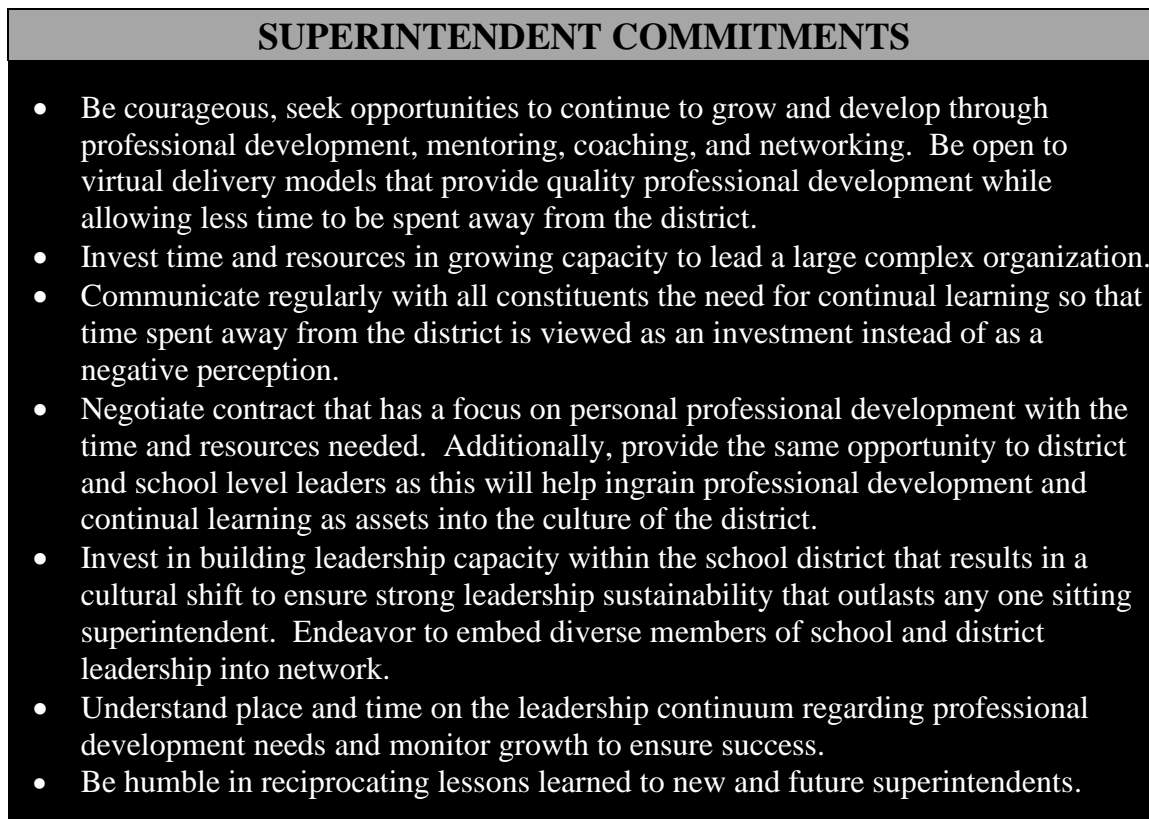 SUPERINTENDENT COMMITMENTS
• Be courageous, seek opportunities to continue to grow and develop through
professional development, mentoring, coaching, and networking.  Be open to
virtual delivery models that provide quality professional development while
allowing less time to be spent away from the district.
• Invest time and resources in growing capacity to lead a large complex organization.
• Communicate regularly with all constituents the need for continual learning so that
time spent away from the district is viewed as an investment instead of as a
negative perception.
• Negotiate contract that has a focus on personal professional development with the
time and resources needed.  Additionally, provide the same opportunity to district
and school level leaders as this will help ingrain professional development and
continual learning as assets into the culture of the district.
• Invest in building leadership capacity within the school district that results in a
cultural shift to ensure strong leadership sustainability that outlasts any one sitting
superintendent.  Endeavor to embed diverse members of school and district
leadership into network.
• Understand place and time on the leadership continuum regarding professional
development needs and monitor growth to ensure success.
• Be humble in reciprocating lessons learned to new and future superintendents.